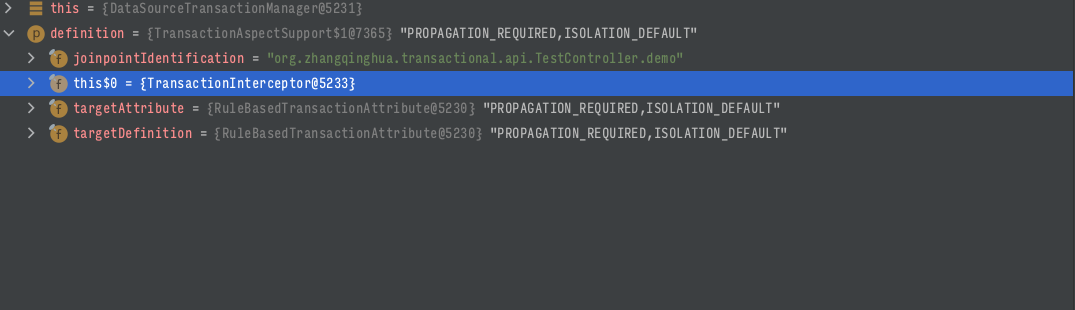 this = {DataSourceTransactionManager@5231}
p definition = {TransactionAspectSupport$1@7365} "PROPAGATION_REQUIRED,ISOLATION_DEFAULT"
f joinpointIdentification = "org.zhangqinghua.transactional.api.TestController.demo"
f this$0 = {TransactionInterceptor@5233}
f targetAttribute = {RuleBasedTransactionAttribute@5230} "PROPAGATION_REQUIRED,ISOLATION_DEFAULT"
f targetDefinition = {RuleBasedTransactionAttribute@5230} "PROPAGATION_REQUIRED,ISOLATION_DEFAULT"